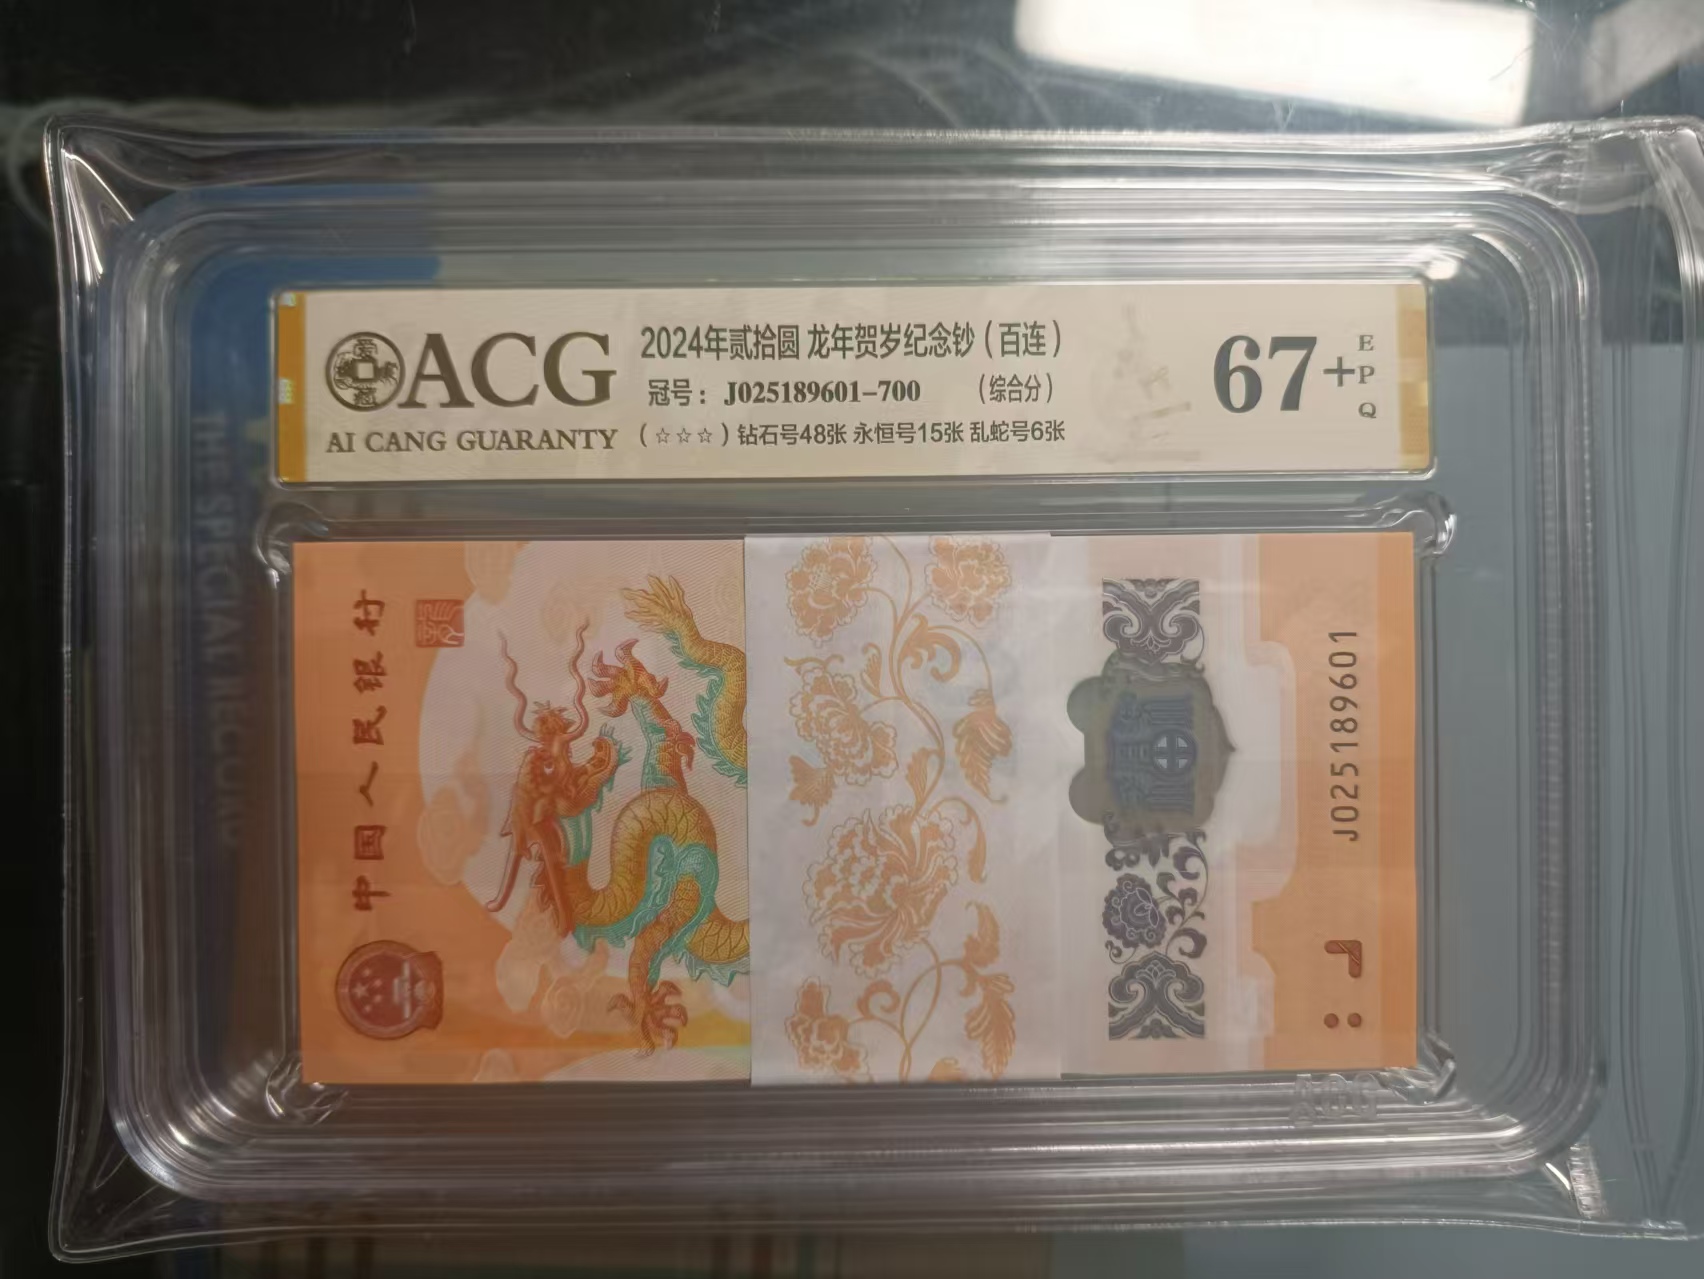 ACG
AI CANG GUARANTY
2024年贰拾圆 龙年贺岁纪念钞（百连）
冠号：J025189601-700 （综合分）
（☆☆☆）钻石号48张 永恒号15张 乱蛇号6张
67+
EPQ
中国人民银行
J025189601
ACG